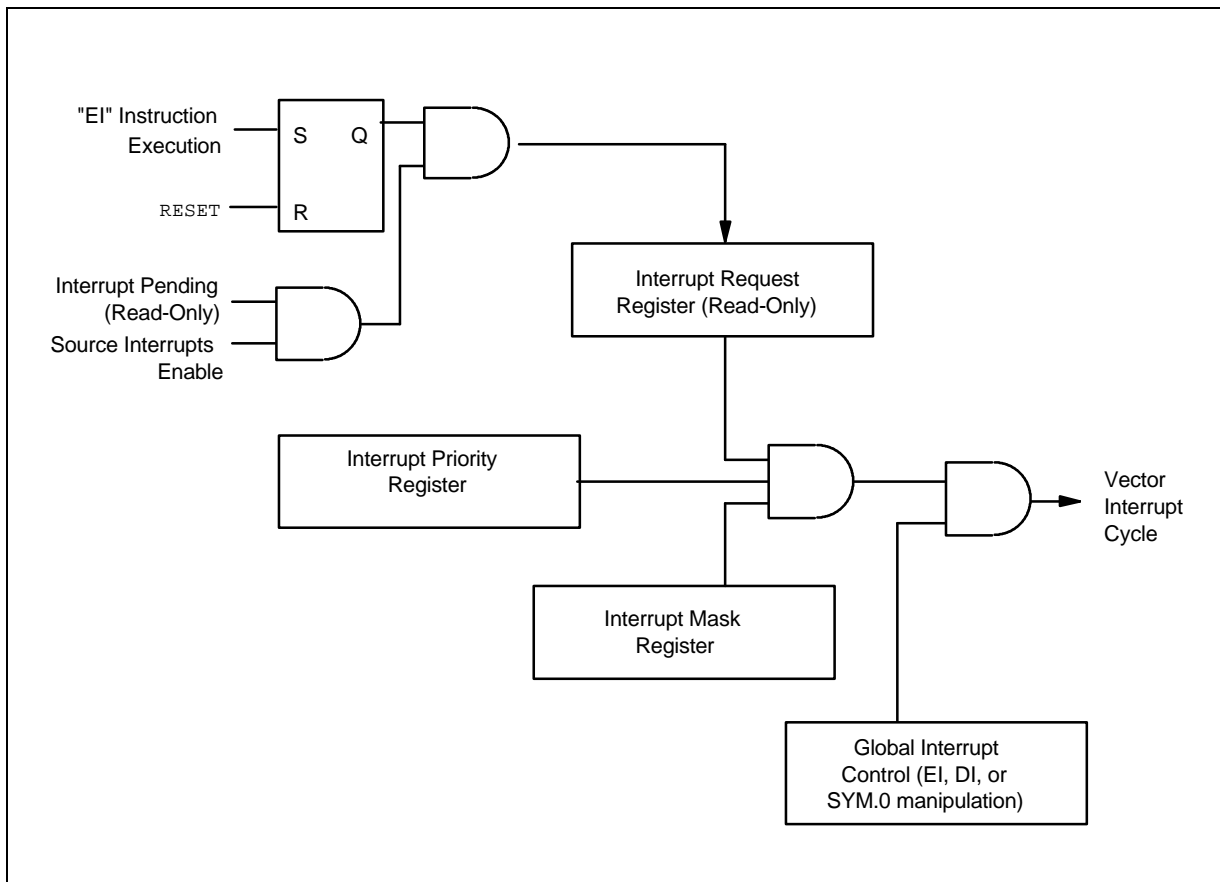 "EI" Instruction
Execution
S
Q
RESET
R
Interrupt Pending
(Read-Only)
Source Interrupts
Enable
Interrupt Request
Register (Read-Only)
Interrupt Priority
Register
Vector
Interrupt
Cycle
Interrupt Mask
Register
Global Interrupt
Control (EI, DI, or
SYM.0 manipulation)